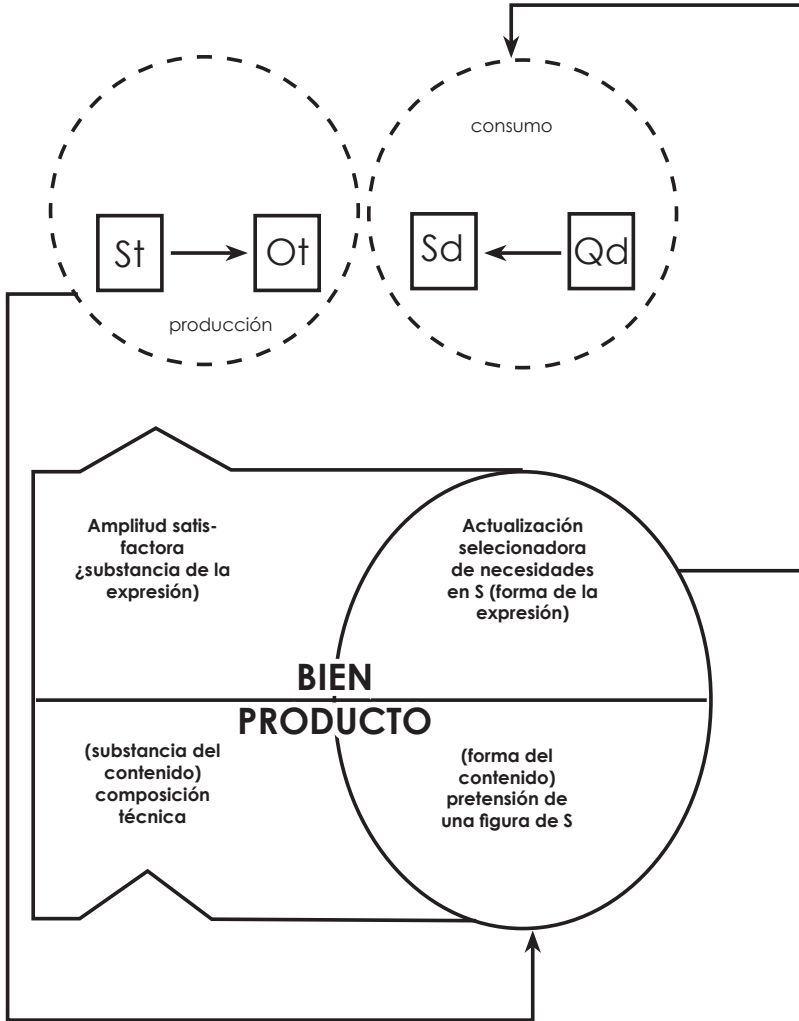 consumo
St
Ot
Sd
Qd
producción
Amplitud satis-
factora
¿substancia de la
expresión)
Actualización
selecionadora
de necesidades
en S (forma de la
expresión)
BIEN
PRODUCTO
(substancia del
contenido)
composición
técnica
(forma del
contenido)
pretensión de
una figura de S